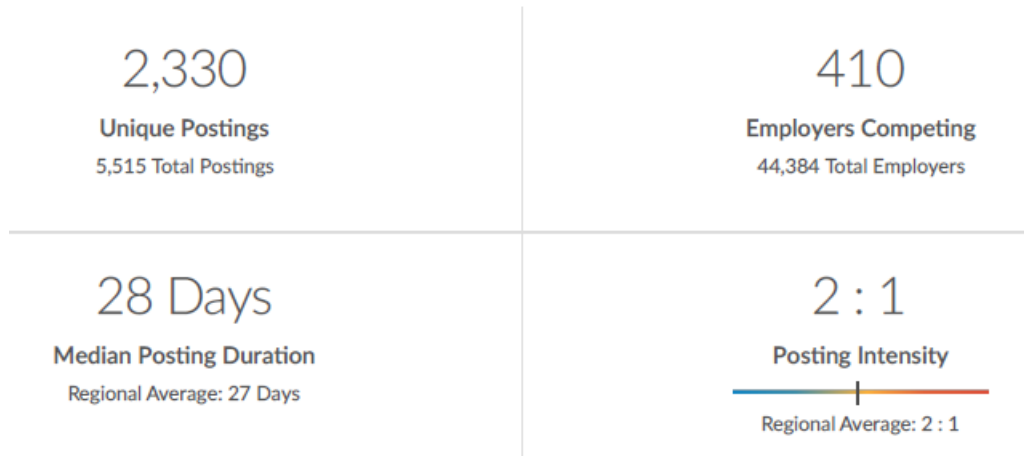 2,330
Unique Postings
5,515 Total Postings
410
Employers Competing
44,384 Total Employers
28 Days
Median Posting Duration
Regional Average: 27 Days
2 : 1
Posting Intensity
Regional Average: 2 : 1